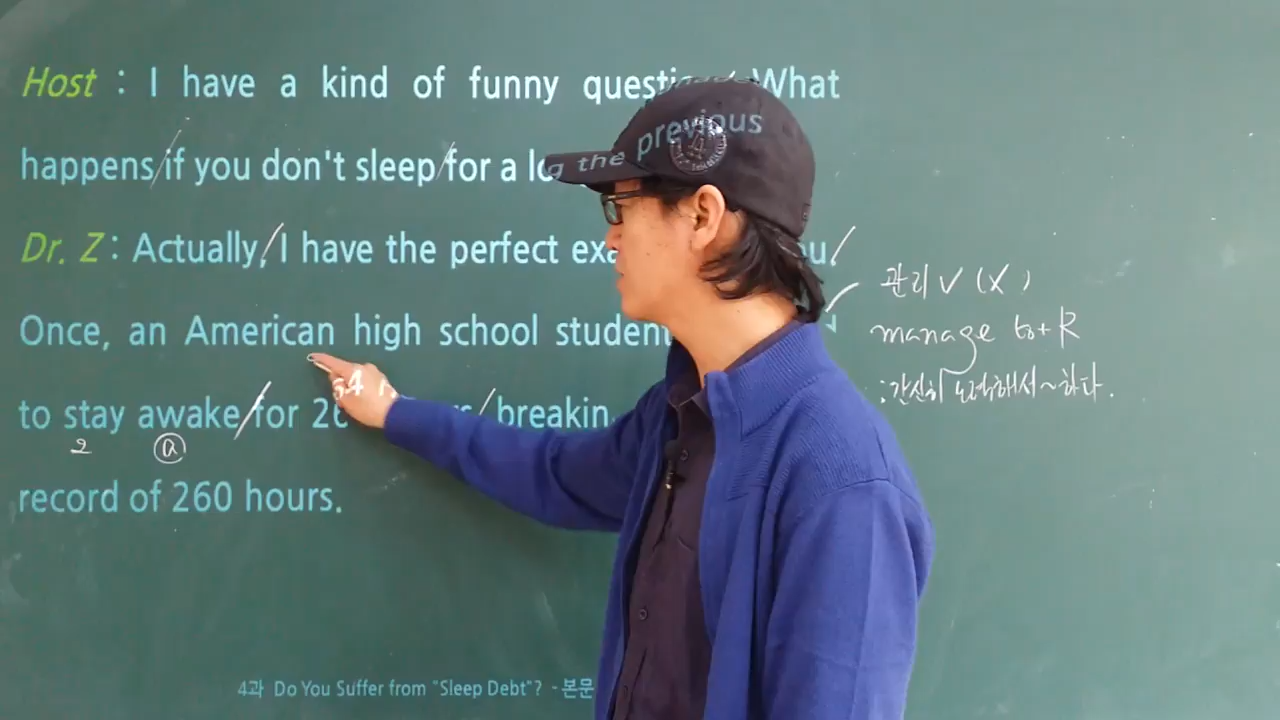 Host : I have a kind of funny What
happens/if you don't sleep/for a
Dr. Z : Actually,/I have the perfect
Once, an American high school student
to stay awake/for breakin
2 ⓐ
record of 260 hours.
g the previous
관리 V (X)
manage to+R
:간신히 노력해서~하다.
4과 Do You Suffer from "Sleep Debt"? - 본문